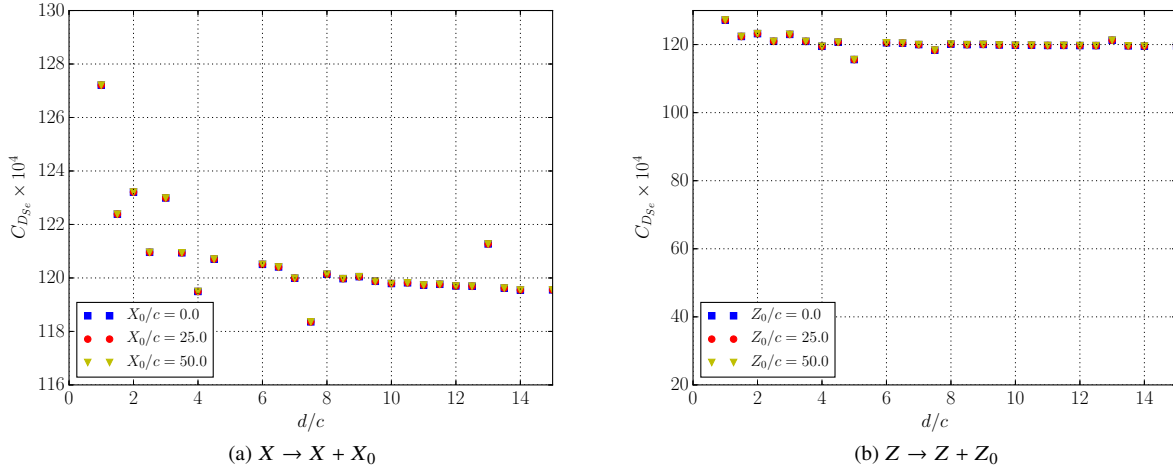 130
128
126
124
122
120
118
116
0
2
4
6
8
10
12
14
d/c
C_{D_{Se}} × 10^4
X_0/c = 0.0
X_0/c = 25.0
X_0/c = 50.0
(a) X → X + X_0
120
100
80
60
40
20
0
2
4
6
8
10
12
14
d/c
C_{D_{Se}} × 10^4
Z_0/c = 0.0
Z_0/c = 25.0
Z_0/c = 50.0
(b) Z → Z + Z_0